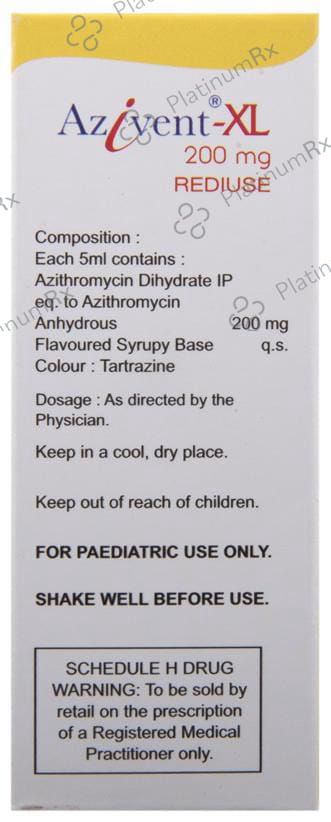 Azivent®-XL
200 mg
REDIUSE
Composition :
Each 5ml contains :
Azithromycin Dihydrate IP
eq. to Azithromycin
Anhydrous 200 mg
Flavoured Syrupy Base q.s.
Colour : Tartrazine
Dosage : As directed by the
Physician.
Keep in a cool, dry place.
Keep out of reach of children.
FOR PAEDIATRIC USE ONLY.
SHAKE WELL BEFORE USE.
SCHEDULE H DRUG
WARNING: To be sold by
retail on the prescription
of a Registered Medical
Practitioner only.
PlatinumRx
PlatinumRx
PlatinumRx